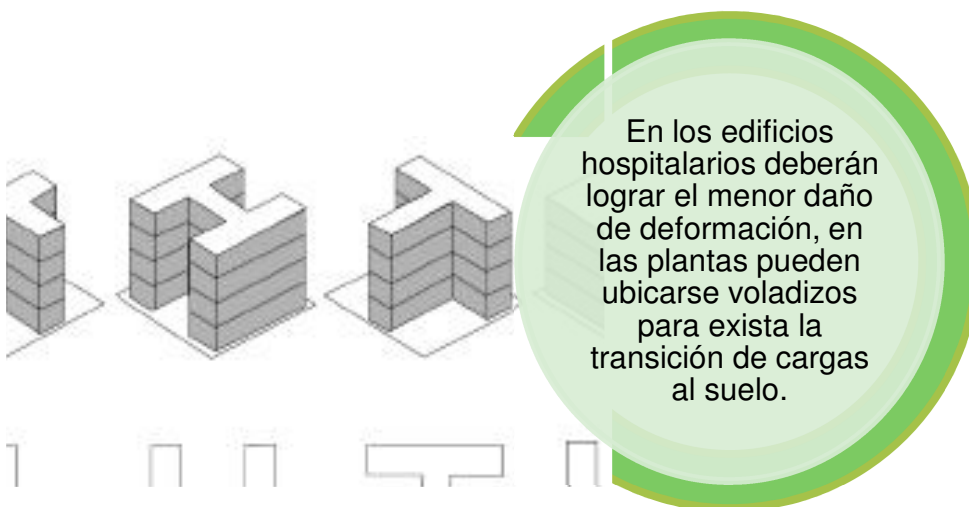 En los edificios
hospitalarios deberán
lograr el menor daño
de deformación, en
las plantas pueden
ubicarse voladizos
para exista la
transición de cargas
al suelo.